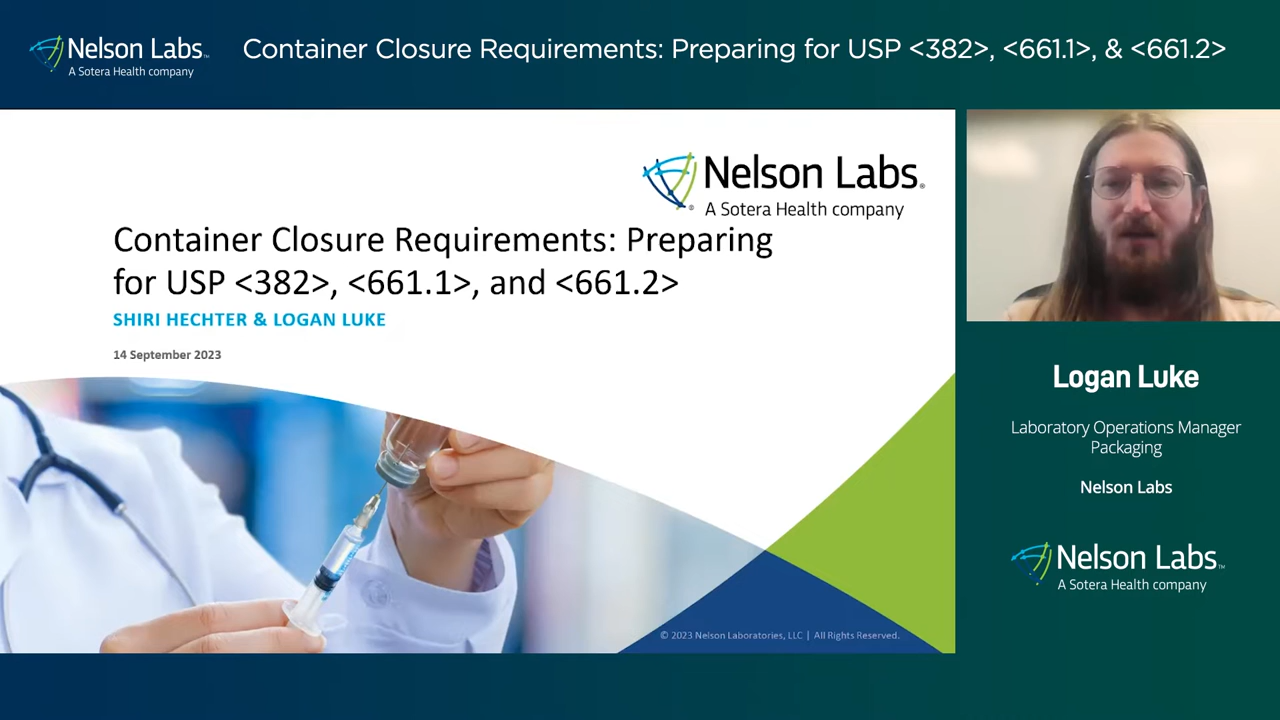 Nelson Labs™
A Sotera Health company
Container Closure Requirements: Preparing for USP <382>, <661.1>, & <661.2>
Nelson Labs®
A Sotera Health company
Container Closure Requirements: Preparing
for USP <382>, <661.1>, and <661.2>
SHIRI HECHTER & LOGAN LUKE
14 September 2023
© 2023 Nelson Laboratories, LLC | All Rights Reserved.
Logan Luke
Laboratory Operations Manager
Packaging
Nelson Labs
Nelson Labs™
A Sotera Health company